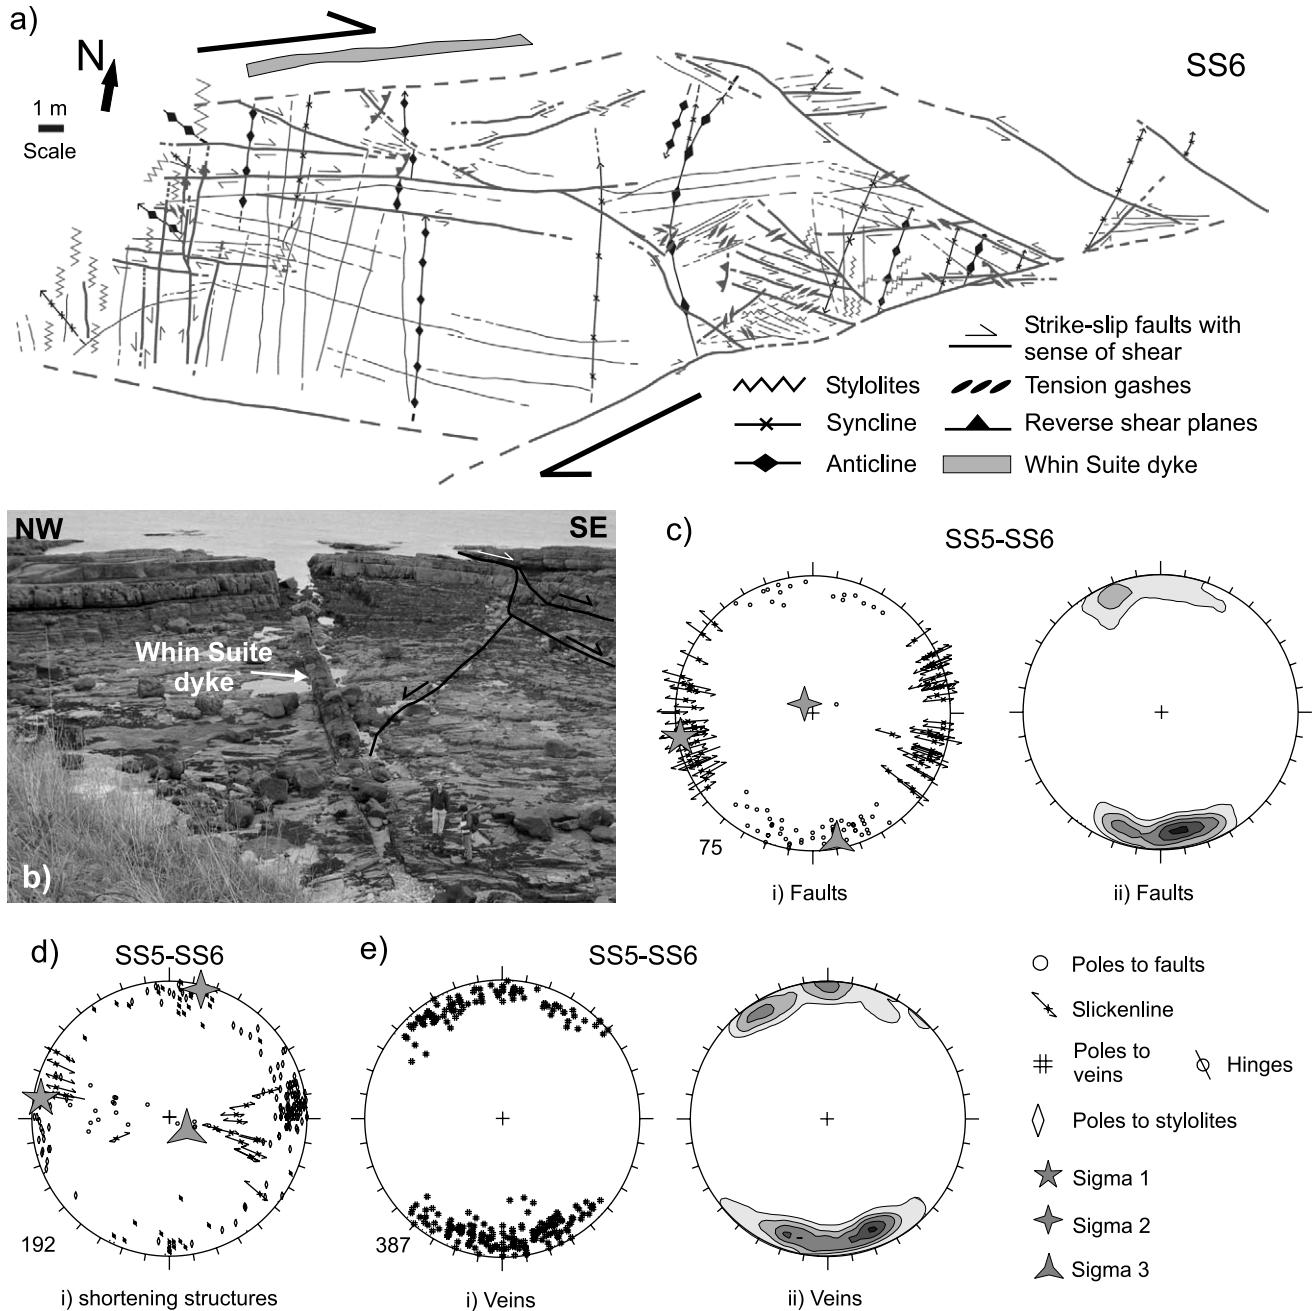 a)
N
SS6
1 m
Scale
Strike-slip faults with
sense of shear
Stylolites
Tension gashes
Syncline
Reverse shear planes
Anticline
Whin Suite dyke
NW
SE
Whin Suite
dyke
b)
c)
SS5-SS6
75
i) Faults
ii) Faults
d)
SS5-SS6
192
i) shortening structures
e)
SS5-SS6
387
i) Veins
ii) Veins
Poles to faults
Slickenline
Poles to
veins
Hinges
Poles to stylolites
Sigma 1
Sigma 2
Sigma 3